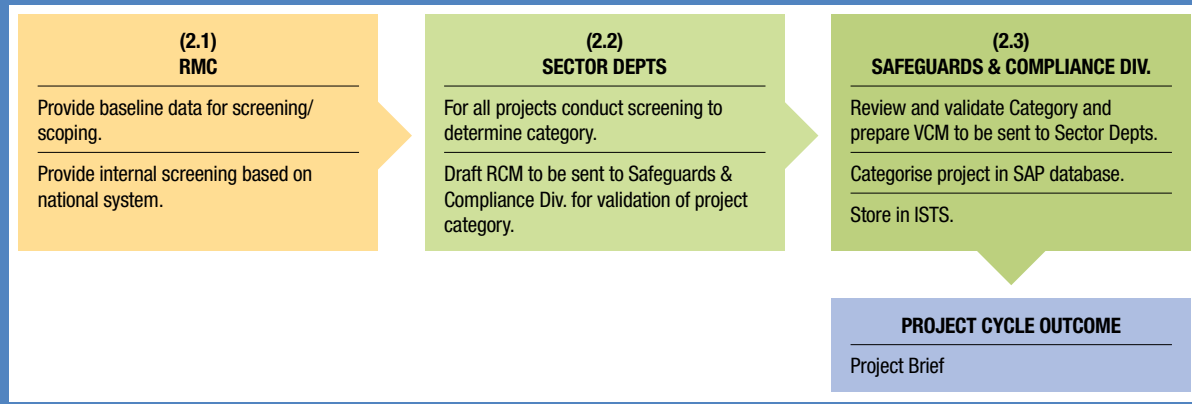 (2.1)
RMC
Provide baseline data for screening/
scoping.
Provide internal screening based on
national system.
(2.2)
SECTOR DEPTS
For all projects conduct screening to
determine category.
Draft RCM to be sent to Safeguards &
Compliance Div. for validation of project
category.
(2.3)
SAFEGUARDS & COMPLIANCE DIV.
Review and validate Category and
prepare VCM to be sent to Sector Depts.
Categorise project in SAP database.
Store in ISTS.
PROJECT CYCLE OUTCOME
Project Brief